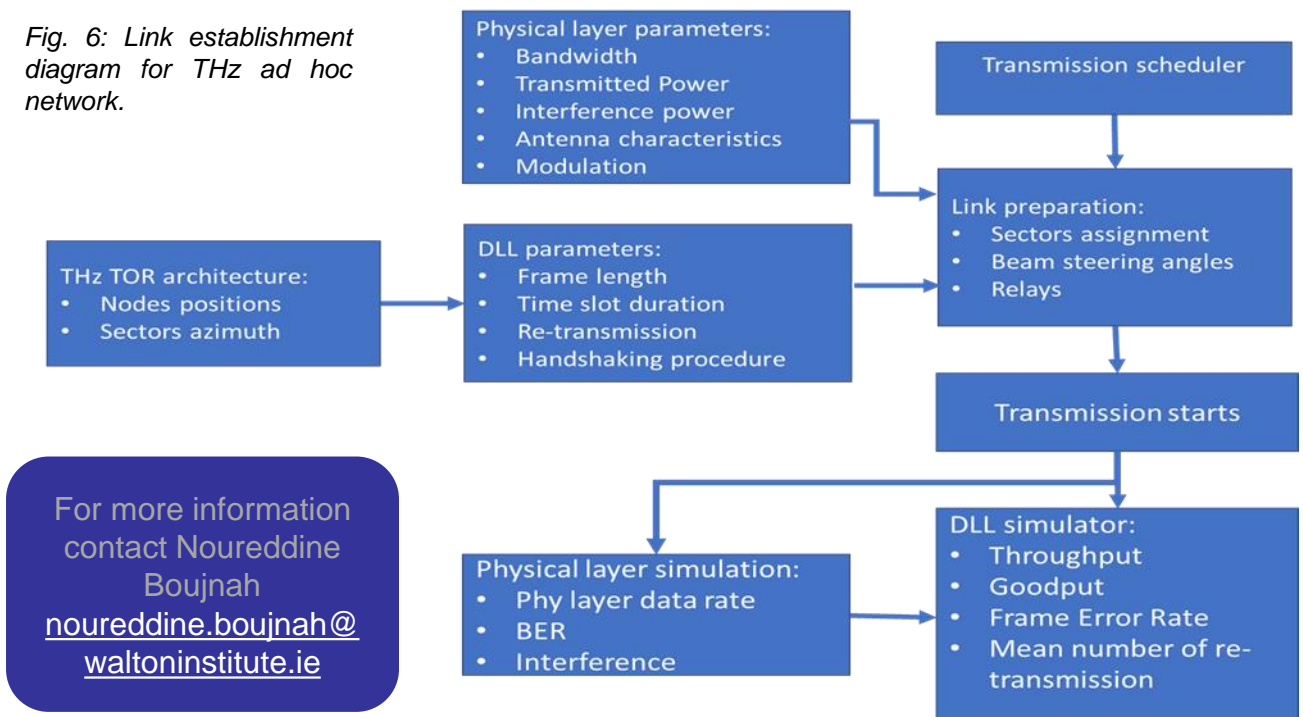 Fig. 6: Link establishment
diagram for THz ad hoc
network.
Physical layer parameters:
• Bandwidth
• Transmitted Power
• Interference power
• Antenna characteristics
• Modulation
Transmission scheduler
THz TOR architecture:
• Nodes positions
• Sectors azimuth
DLL parameters:
• Frame length
• Time slot duration
• Re-transmission
• Handshaking procedure
Link preparation:
• Sectors assignment
• Beam steering angles
• Relays
Transmission starts
For more information
contact Noureddine
Boujnah
noureddine.boujnah@
waltoninstitute.ie
Physical layer simulation:
• Phy layer data rate
• BER
• Interference
DLL simulator:
• Throughput
• Goodput
• Frame Error Rate
• Mean number of re-
transmission